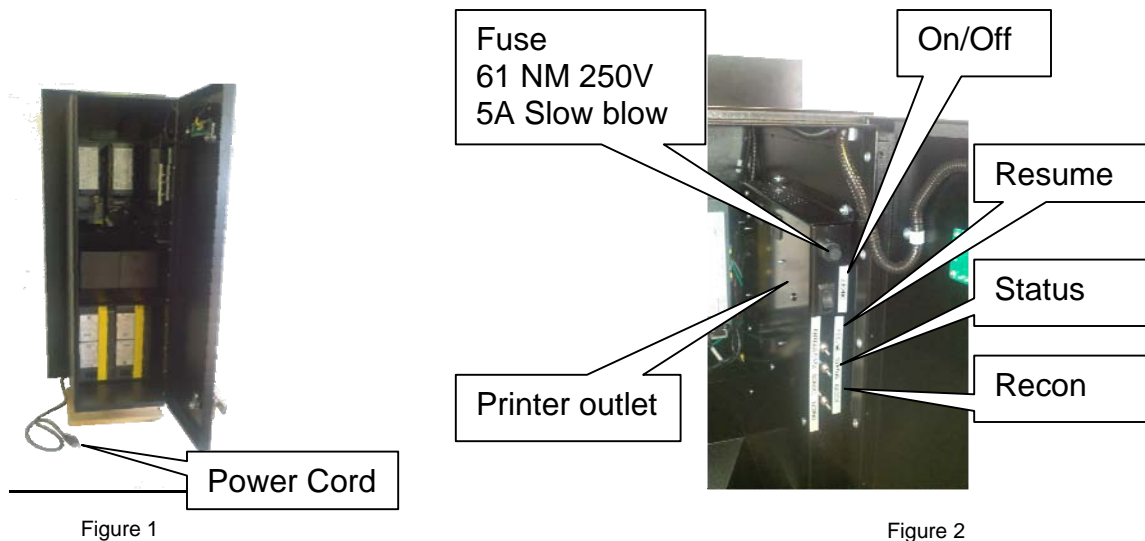 Fuse
61 NM 250V
5A Slow blow
On/Off
Resume
Status
Printer outlet
Recon
Power Cord
Figure 1
Figure 2